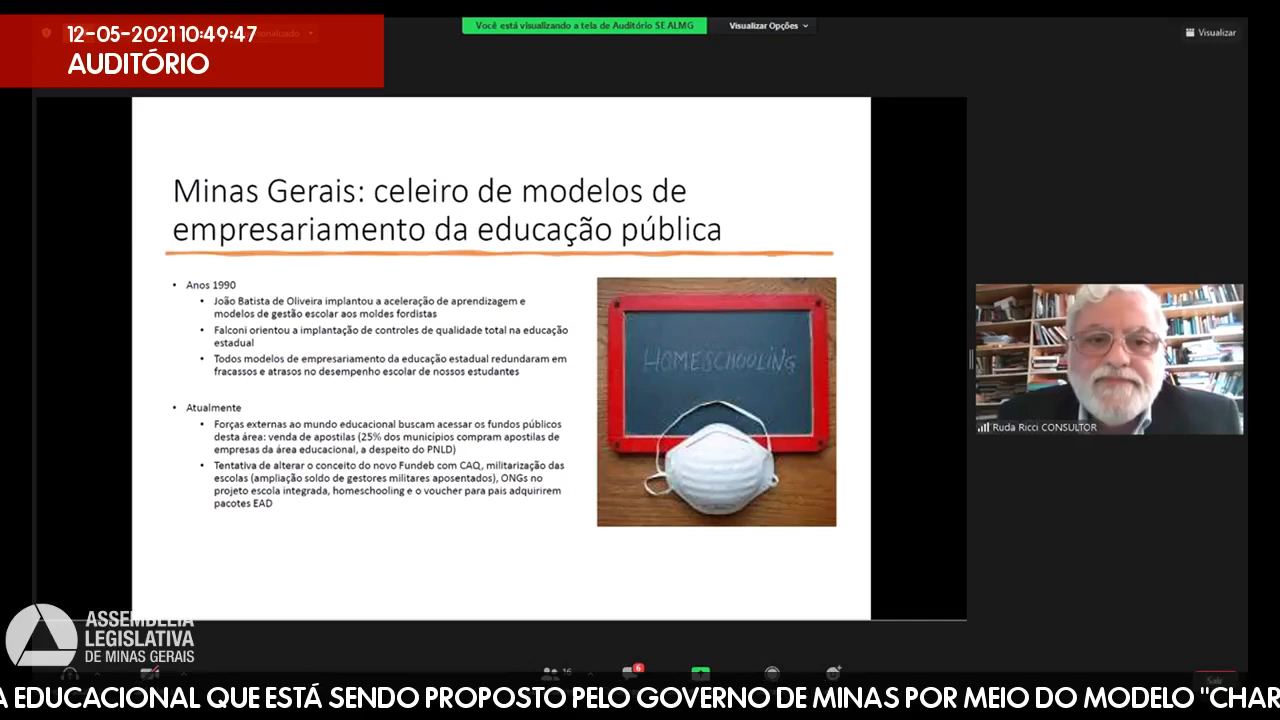 12-05-2021 10:49:47
AUDITÓRIO
Você está visualizando a tela de Auditório SE ALMG
Visualizar Opções
Visualizar
Minas Gerais: celeiro de modelos de
empresariamento da educação pública
• Anos 1990
• João Batista de Oliveira implantou a aceleração de aprendizagem e
modelos de gestão escolar aos moldes fordistas
• Falconi orientou a implantação de controles de qualidade total na educação
estadual
• Todos modelos de empresariamento da educação estadual redundaram em
fracassos e atrasos no desempenho escolar de nossos estudantes
• Atualmente
• Forças externas ao mundo educacional buscam acessar os fundos públicos
desta área: venda de apostilas (25% dos municípios compram apostilas de
empresas da área educacional, a despeito do PNLD)
• Tentativa de alterar o conceito do novo Fundeb com CAQ, militarização das
escolas (ampliação soldo de gestores militares aposentados), ONGs no
projeto escola integrada, homeschooling e o voucher para pais adquirirem
pacotes EAD
HOMESCHOOLING
Ruda Ricci CONSULTOR
ASSEMBLEIA
LEGISLATIVA
DE MINAS GERAIS
16
6
Sair
A EDUCACIONAL QUE ESTÁ SENDO PROPOSTO PELO GOVERNO DE MINAS POR MEIO DO MODELO "CHAR